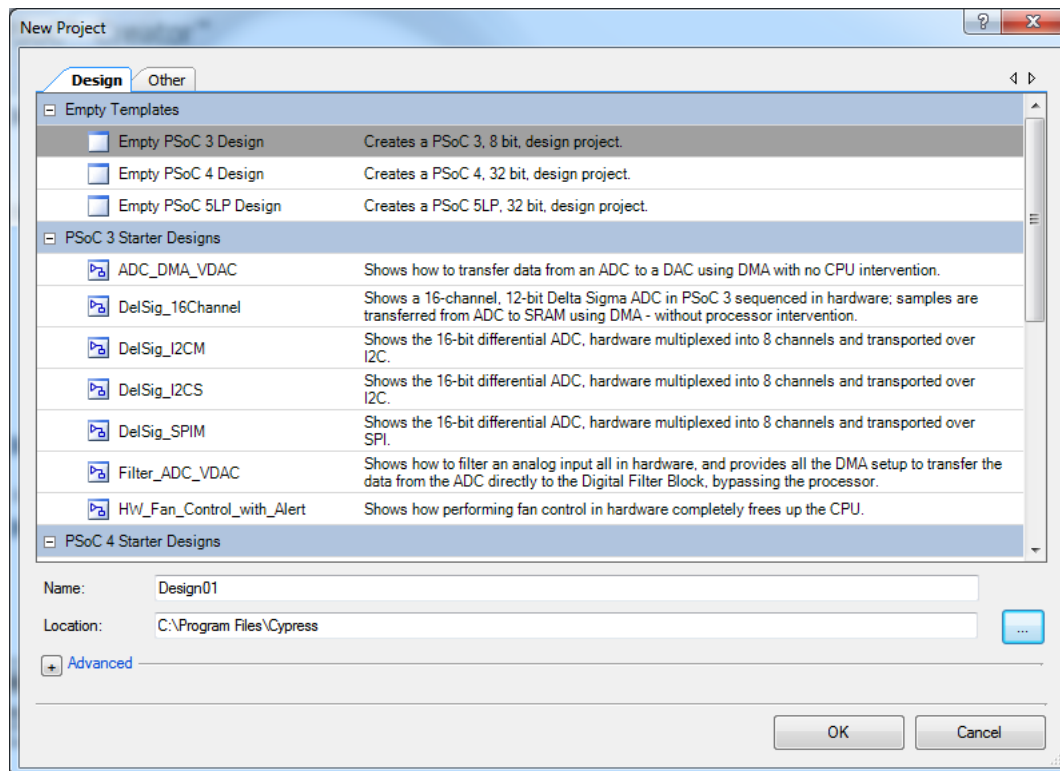 New Project
Design Other
Empty Templates
Empty PSoC 3 Design Creates a PSoC 3, 8 bit, design project.
Empty PSoC 4 Design Creates a PSoC 4, 32 bit, design project.
Empty PSoC 5LP Design Creates a PSoC 5LP, 32 bit, design project.
PSoC 3 Starter Designs
ADC_DMA_VDAC Shows how to transfer data from an ADC to a DAC using DMA with no CPU intervention.
DelSig_16Channel Shows a 16-channel, 12-bit Delta Sigma ADC in PSoC 3 sequenced in hardware; samples are
transferred from ADC to SRAM using DMA - without processor intervention.
DelSig_I2CM Shows the 16-bit differential ADC, hardware multiplexed into 8 channels and transported over
I2C.
DelSig_I2CS Shows the 16-bit differential ADC, hardware multiplexed into 8 channels and transported over
I2C.
DelSig_SPIM Shows the 16-bit differential ADC, hardware multiplexed into 8 channels and transported over
SPI.
Filter_ADC_VDAC Shows how to filter an analog input all in hardware, and provides all the DMA setup to transfer the
data from the ADC directly to the Digital Filter Block, bypassing the processor.
HW_Fan_Control_with_Alert Shows how performing fan control in hardware completely frees up the CPU.
PSoC 4 Starter Designs
Name: Design01
Location: C:\Program Files\Cypress
...
Advanced
OK Cancel